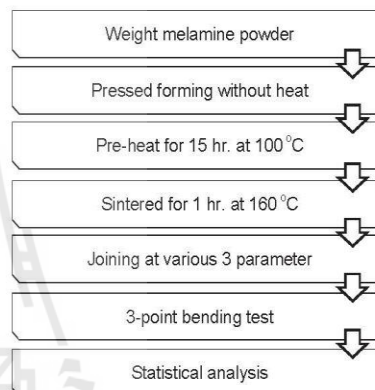 Weight melamine powder
Pressed forming without heat
Pre-heat for 15 hr. at 100 °C
Sintered for 1 hr. at 160 °C
Joining at various 3 parameter
3-point bending test
Statistical analysis